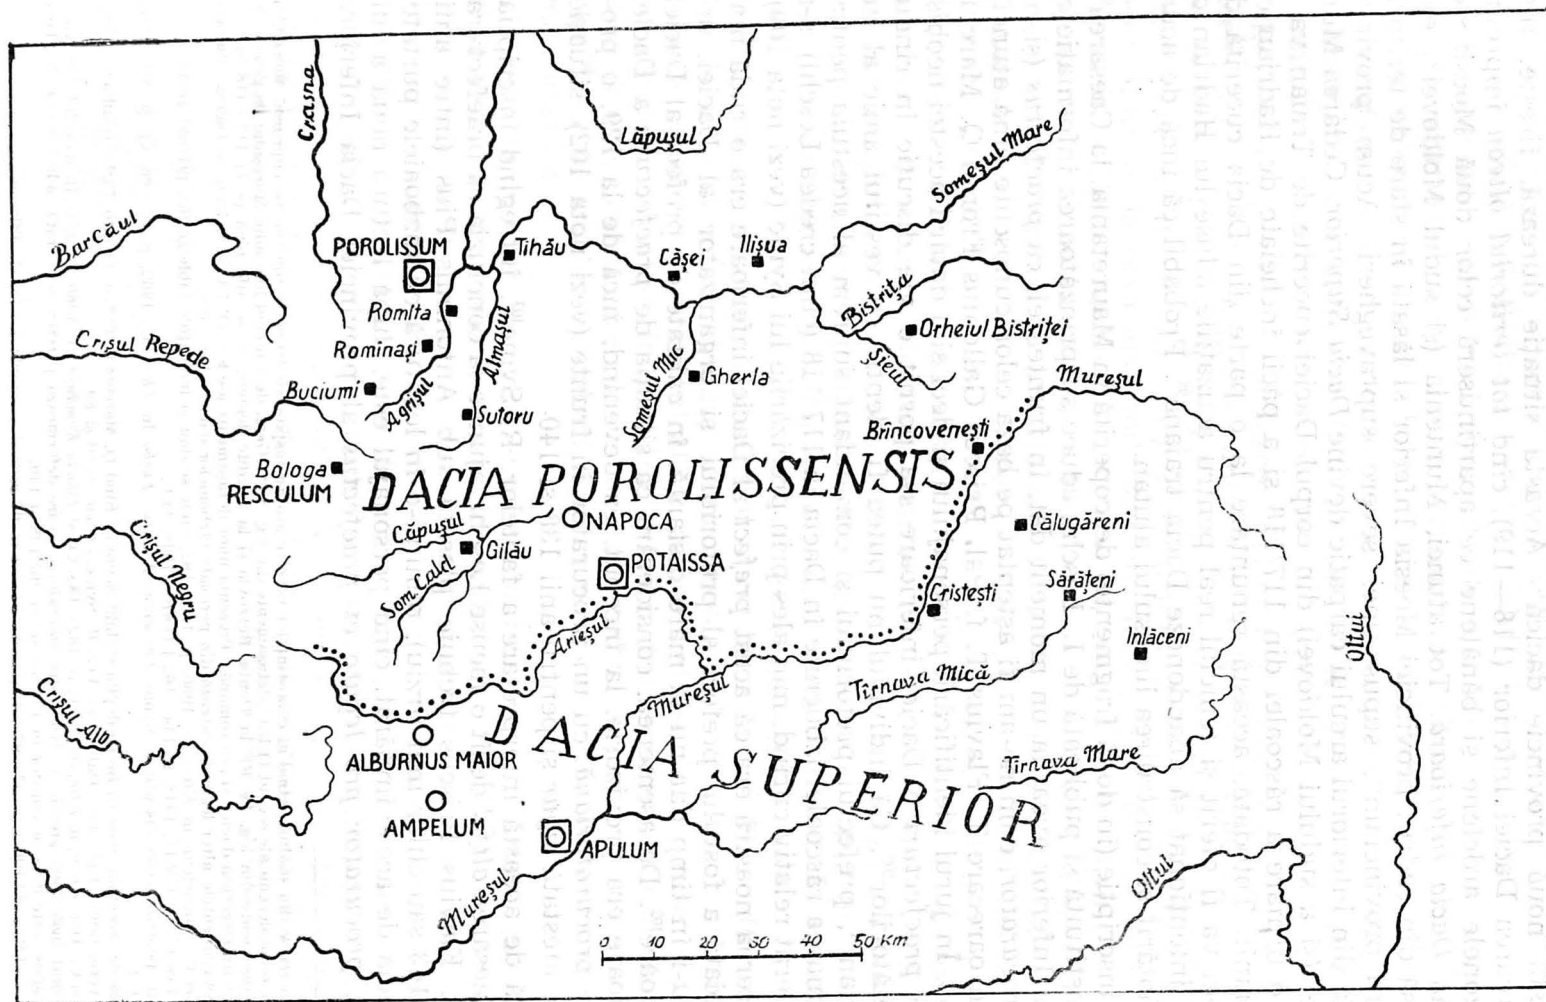 Crasna
Lăpușul
Someșul Mare
Barcăul
POROLISSUM
Tihău
Cășei
Ilișua
Bistrița
Romita
Orheiul Bistriței
Crișul Repede
Romînași
Almașul
Șieul
Someșul Mic
Gherla
Mureșul
Buciumi
Agrișul
Sutoru
Brîncovenești
Bologa
RESCULUM
DACIA POROLISSENSIS
NAPOCA
Călugăreni
Căpușul
Gilău
Crișul Negru
POTAISSA
Som. Cald
Cristești
Sărățeni
Arieșul
Inlăceni
Oltul
Tîrnava Mică
Mureșul
Crișul Alb
DACIA SUPERIOR
ALBURNUS MAIOR
Tîrnava Mare
AMPELUM
APULUM
Oltul
Mureșul
0 10 20 30 40 50 Km